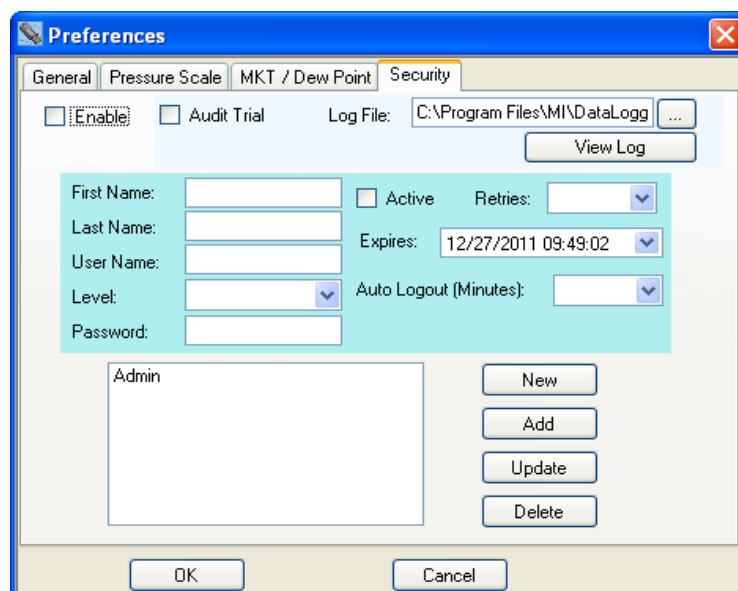 Preferences
General Pressure Scale MKT / Dew Point Security
Enable Audit Trial Log File: C:\Program Files\MI\DataLogg ...
View Log
First Name: Active Retries:
Last Name:
Expires: 12/27/2011 09:49:02
User Name:
Level: Auto Logout (Minutes):
Password:
Admin
New
Add
Update
Delete
OK Cancel